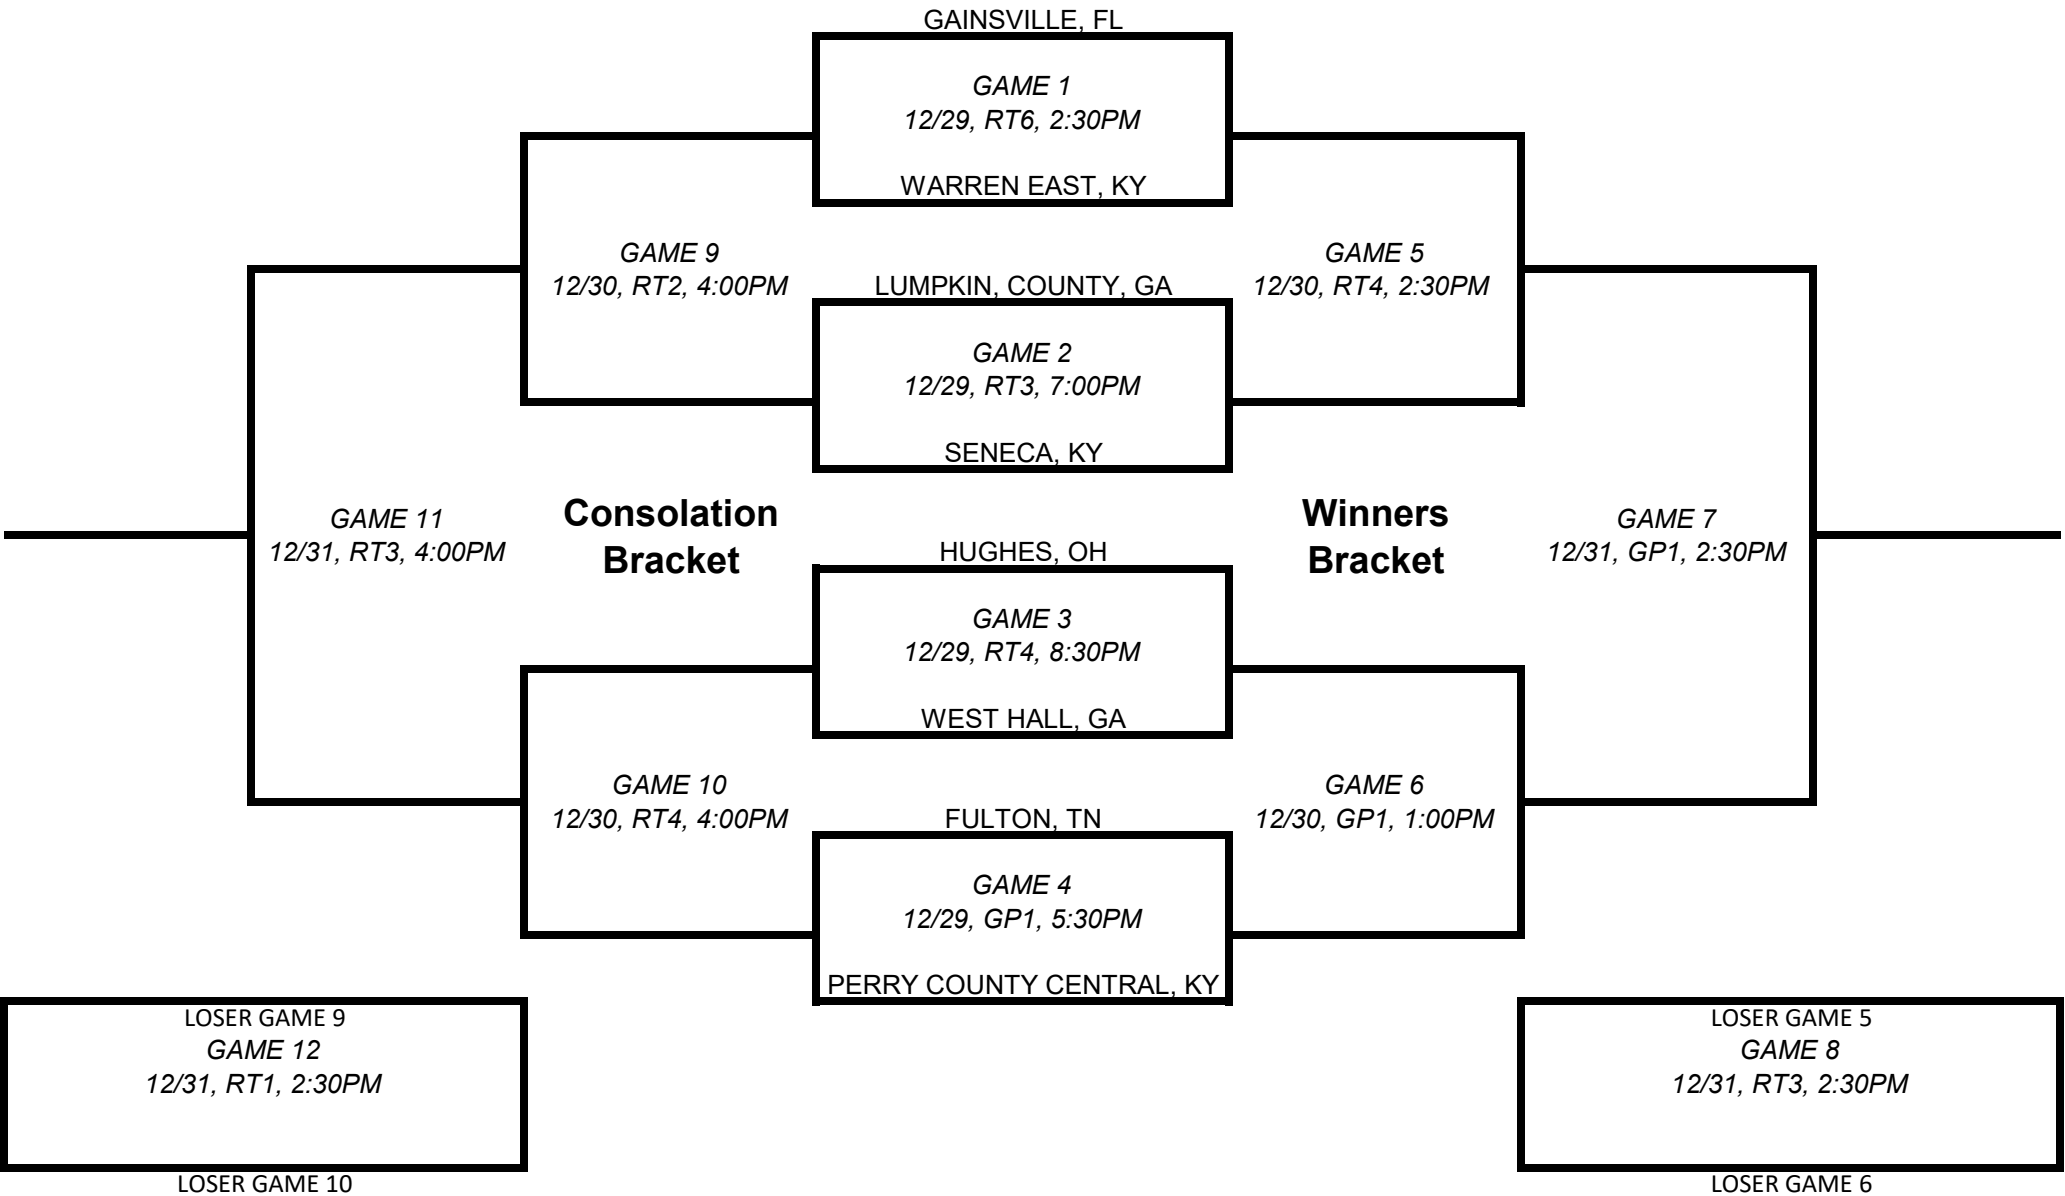 GAINSVILLE, FL
GAME 1
12/29, RT6, 2:30PM
WARREN EAST, KY
GAME 9
12/30, RT2, 4:00PM
LUMPKIN, COUNTY, GA
GAME 5
12/30, RT4, 2:30PM
GAME 2
12/29, RT3, 7:00PM
SENECA, KY
GAME 11
12/31, RT3, 4:00PM
Consolation
Bracket
HUGHES, OH
Winners
Bracket
GAME 7
12/31, GP1, 2:30PM
GAME 3
12/29, RT4, 8:30PM
WEST HALL, GA
GAME 10
12/30, RT4, 4:00PM
FULTON, TN
GAME 6
12/30, GP1, 1:00PM
GAME 4
12/29, GP1, 5:30PM
PERRY COUNTY CENTRAL, KY
LOSER GAME 9
GAME 12
12/31, RT1, 2:30PM
LOSER GAME 10
LOSER GAME 5
GAME 8
12/31, RT3, 2:30PM
LOSER GAME 6